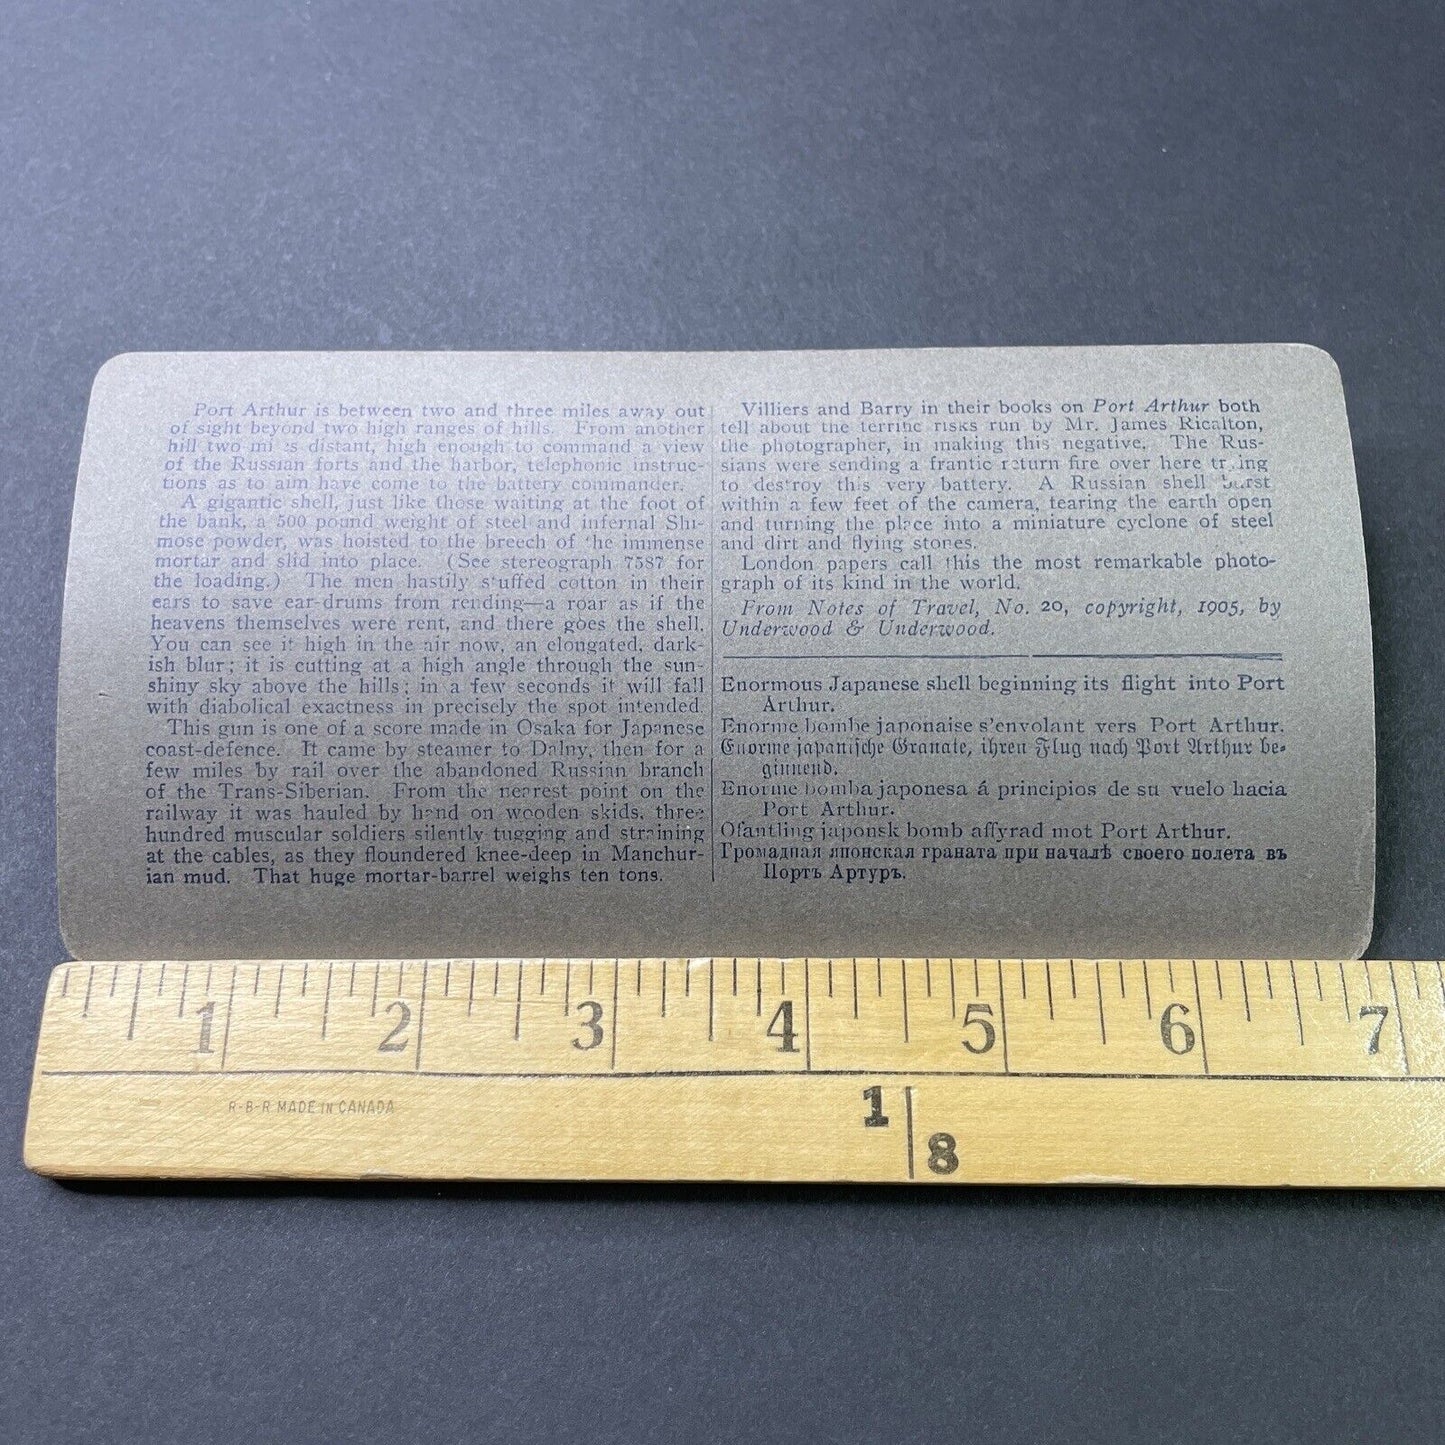 Port Arthur is between two and three miles away out
of sight beyond two high ranges of hills. From another
hill two miles distant, high enough to command a view
of the Russian forts and the harbor, telephonic instruc-
tions as to aim have come to the battery commander.
A gigantic shell, just like those waiting at the foot of
the bank, a 500 pound weight of steel and infernal Shi-
mose powder, was hoisted to the breech of the immense
mortar and slid into place. (See stereograph 7587 for
the loading.) The men hastily stuffed cotton in their
ears to save ear-drums from rending—a roar as if the
heavens themselves were rent, and there goes the shell.
You can see it high in the air now, an elongated, dark-
ish blur; it is cutting at a high angle through the sun-
shiny sky above the hills; in a few seconds it will fall
with diabolical exactness in precisely the spot intended.
This gun is one of a score made in Osaka for Japanese
coast-defence. It came by steamer to Dalny, then for a
few miles by rail over the abandoned Russian branch
of the Trans-Siberian. From the nearest point on the
railway it was hauled by hand on wooden skids, three
hundred muscular soldiers silently tugging and straining
at the cables, as they floundered knee-deep in Manchur-
ian mud. That huge mortar-barrel weighs ten tons.
Villiers and Barry in their books on Port Arthur both
tell about the terrific risks run by Mr. James Ricalton,
the photographer, in making this negative. The Rus-
sians were sending a frantic return fire over here trying
to destroy this very battery. A Russian shell burst
within a few feet of the camera, tearing the earth open
and turning the place into a miniature cyclone of steel
and dirt and flying stones.
London papers call this the most remarkable photo-
graph of its kind in the world.
From Notes of Travel, No. 20, copyright, 1905, by
Underwood & Underwood.
Enormous Japanese shell beginning its flight into Port
Arthur.
Enorme bombe japonaise s'envolant vers Port Arthur.
Enorme japanische Granate, ihren Flug nach Port Arthur be-
ginnend.
Enorme bomba japonesa á principios de su vuelo hacia
Port Arthur.
Ofantling japonsk bomb affyrad mot Port Arthur.
Громадная японская граната при началѣ своего полета въ
Портъ Артуръ.
1 2 3 4 5 6 7
R-B-R MADE IN CANADA
1
8